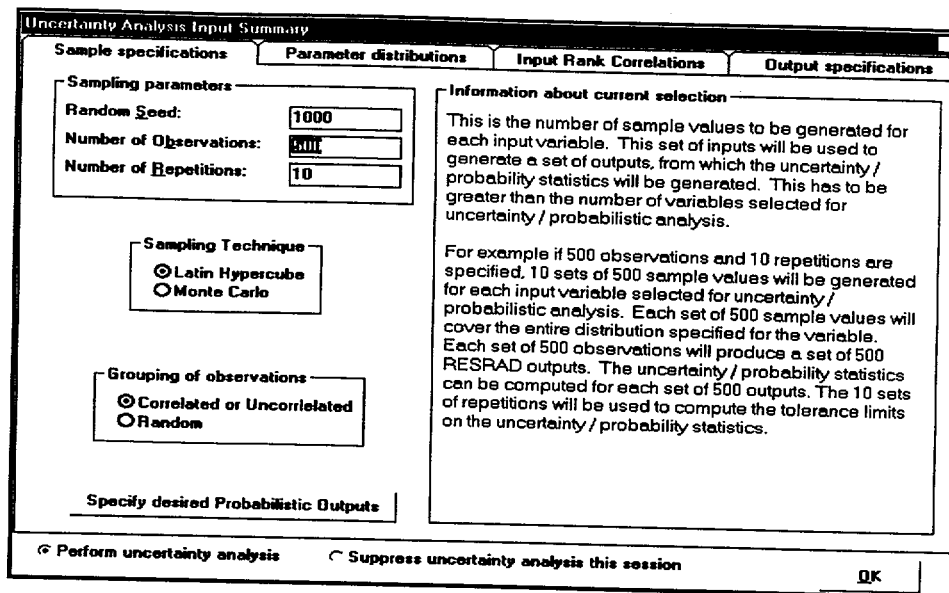 Uncertainty Analysis Input Summary
Sample specifications
Parameter distributions
Input Rank Correlations
Output specifications
Sampling parameters
Random Seed:
1000
Number of Observations:
500
Number of Repetitions:
10
Sampling Technique
Latin Hypercube
Monte Carlo
Grouping of observations
Correlated or Uncorrielated
Random
Specify desired Probabilistic Outputs
Information about current selection
This is the number of sample values to be generated for
each input variable. This set of inputs will be used to
generate a set of outputs, from which the uncertainty /
probability statistics will be generated. This has to be
greater than the number of variables selected for
uncertainty / probabilistic analysis.
For example if 500 observations and 10 repetitions are
specified, 10 sets of 500 sample values will be generated
for each input variable selected for uncertainty /
probabilistic analysis. Each set of 500 sample values will
cover the entire distribution specified for the variable.
Each set of 500 observations will produce a set of 500
RESRAD outputs. The uncertainty / probability statistics
can be computed for each set of 500 outputs. The 10 sets
of repetitions will be used to compute the tolerance limits
on the uncertainty / probability statistics.
Perform uncertainty analysis
Suppress uncertainty analysis this session
OK